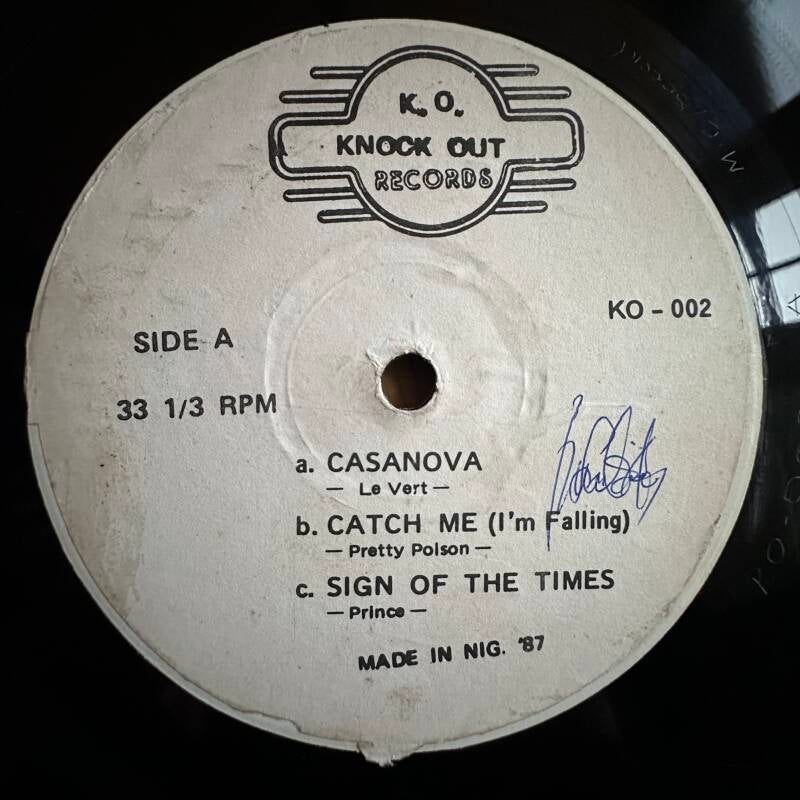 K. O.
KNOCK OUT
RECORDS
KO - 002
SIDE A
33 1/3 RPM
a. CASANOVA
— Le Vert —
b. CATCH ME (I'm Falling)
— Pretty Polson —
c. SIGN OF THE TIMES
— Prince —
MADE IN NIG. '87